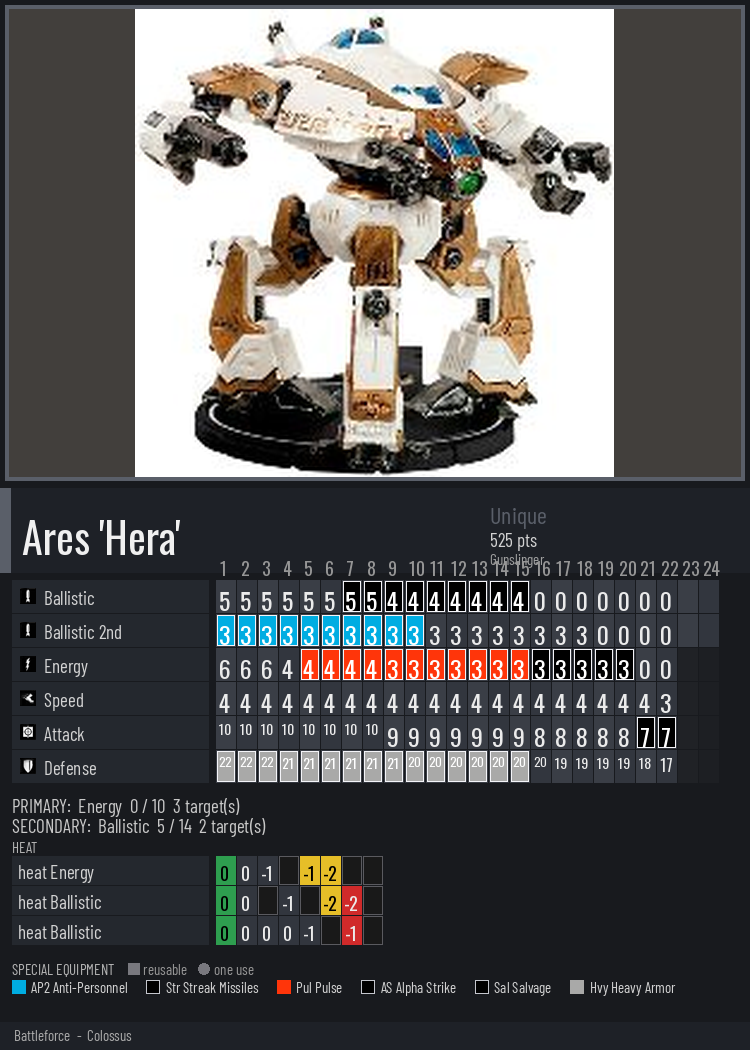 Ares 'Hera'
Unique
525 pts
Gunslinger
1 2 3 4 5 6 7 8 9 10 11 12 13 14 15 16 17 18 19 20 21 22 23 24
Ballistic 5 5 5 5 5 5 5 5 4 4 4 4 4 4 4 0 0 0 0 0 0 0
Ballistic 2nd 3 3 3 3 3 3 3 3 3 3 3 3 3 3 3 3 3 3 0 0 0 0
Energy 6 6 6 4 4 4 4 4 3 3 3 3 3 3 3 3 3 3 3 3 0 0
Speed 4 4 4 4 4 4 4 4 4 4 4 4 4 4 4 4 4 4 4 4 4 3
Attack 10 10 10 10 10 10 10 10 9 9 9 9 9 9 9 8 8 8 8 8 7 7
Defense 22 22 22 21 21 21 21 21 21 20 20 20 20 20 20 20 19 19 19 19 18 17
PRIMARY: Energy 0 / 10 3 target(s)
SECONDARY: Ballistic 5 / 14 2 target(s)
HEAT
heat Energy 0 0 -1 -1 -2
heat Ballistic 0 0 -1 -2 -2
heat Ballistic 0 0 0 0 -1 -1
SPECIAL EQUIPMENT reusable one use
AP2 Anti-Personnel Str Streak Missiles Pul Pulse AS Alpha Strike Sal Salvage Hvy Heavy Armor
Battleforce - Colossus